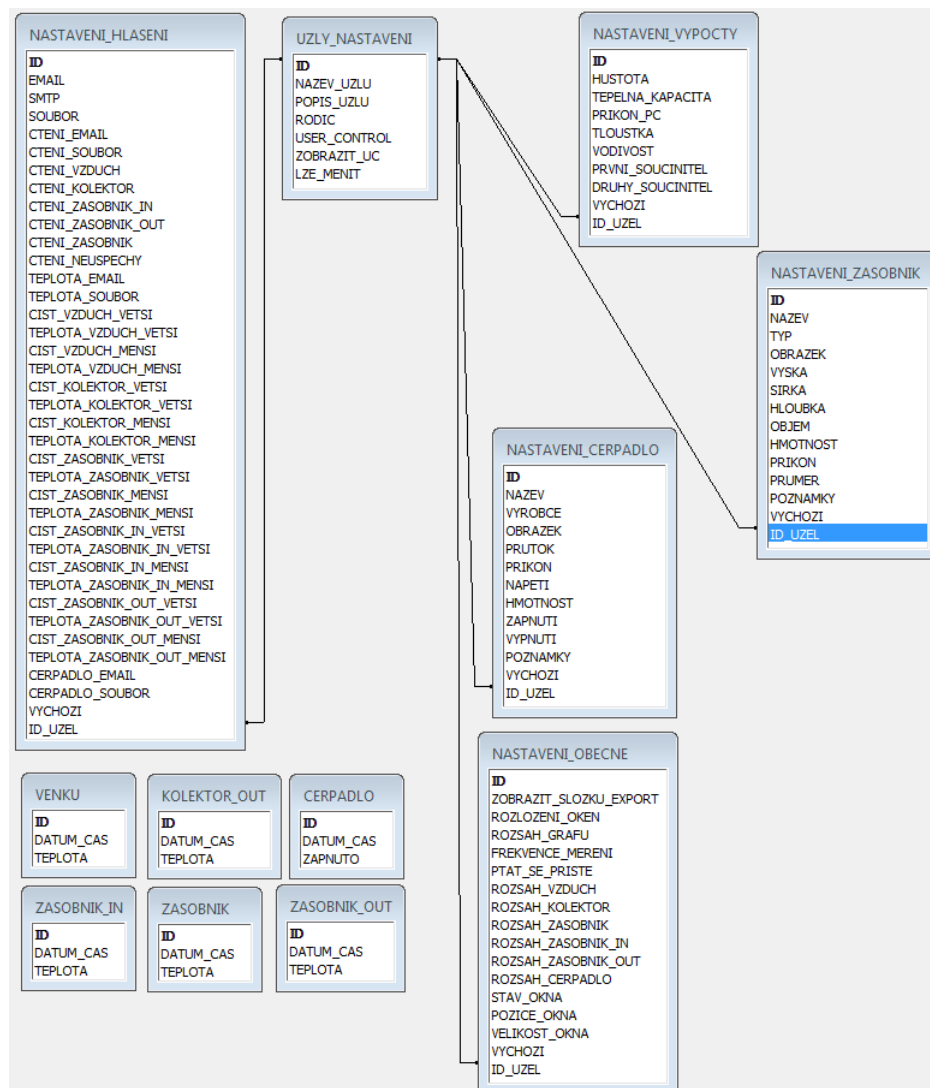 NASTAVENI_HLASENI
ID
EMAIL
SMTP
SOUBOR
CTENI_EMAIL
CTENI_SOUBOR
CTENI_VZDUCH
CTENI_KOLEKTOR
CTENI_ZASOBNIK_IN
CTENI_ZASOBNIK_OUT
CTENI_ZASOBNIK
CTENI_NEUSPECHY
TEPLOTA_EMAIL
TEPLOTA_SOUBOR
CIST_VZDUCH_VETSI
TEPLOTA_VZDUCH_VETSI
CIST_VZDUCH_MENSI
TEPLOTA_VZDUCH_MENSI
CIST_KOLEKTOR_VETSI
TEPLOTA_KOLEKTOR_VETSI
CIST_KOLEKTOR_MENSI
TEPLOTA_KOLEKTOR_MENSI
CIST_ZASOBNIK_VETSI
TEPLOTA_ZASOBNIK_VETSI
CIST_ZASOBNIK_MENSI
TEPLOTA_ZASOBNIK_MENSI
CIST_ZASOBNIK_IN_VETSI
TEPLOTA_ZASOBNIK_IN_VETSI
CIST_ZASOBNIK_IN_MENSI
TEPLOTA_ZASOBNIK_IN_MENSI
CIST_ZASOBNIK_OUT_VETSI
TEPLOTA_ZASOBNIK_OUT_VETSI
CIST_ZASOBNIK_OUT_MENSI
TEPLOTA_ZASOBNIK_OUT_MENSI
CERPADLO_EMAIL
CERPADLO_SOUBOR
VYCHOZI
ID_UZEL
UZLY_NASTAVENI
ID
NAZEV_UZLU
POPIS_UZLU
RODIC
USER_CONTROL
ZOBRAZIT_UC
LZE_MENIT
NASTAVENI_VYPOCTY
ID
HUSTOTA
TEPELNA_KAPACITA
PRIKON_PC
TLOUSTKA
VODIVOST
PRVNI_SOUCINITEL
DRUHY_SOUCINITEL
VYCHOZI
ID_UZEL
NASTAVENI_ZASOBNIK
ID
NAZEV
TYP
OBRAZEK
VYSKA
SIRKA
HLOUBKA
OBJEM
HMOTNOST
PRIKON
PRUMER
POZNAMKY
VYCHOZI
ID_UZEL
NASTAVENI_CERPADLO
ID
NAZEV
VYROBCE
OBRAZEK
PRUTOK
PRIKON
NAPETI
HMOTNOST
ZAPNUTI
VYPNUTI
POZNAMKY
VYCHOZI
ID_UZEL
NASTAVENI_OBECNE
ID
ZOBRAZIT_SLOZKU_EXPORT
ROZLOZENI_OKEN
ROZSAH_GRAFU
FREKVENCE_MERENI
PTAT_SE_PRISTE
ROZSAH_VZDUCH
ROZSAH_KOLEKTOR
ROZSAH_ZASOBNIK
ROZSAH_ZASOBNIK_IN
ROZSAH_ZASOBNIK_OUT
ROZSAH_CERPADLO
STAV_OKNA
POZICE_OKNA
VELIKOST_OKNA
VYCHOZI
ID_UZEL
VENKU
ID
DATUM_CAS
TEPLOTA
KOLEKTOR_OUT
ID
DATUM_CAS
TEPLOTA
CERPADLO
ID
DATUM_CAS
ZAPNUTO
ZASOBNIK_IN
ID
DATUM_CAS
TEPLOTA
ZASOBNIK
ID
DATUM_CAS
TEPLOTA
ZASOBNIK_OUT
ID
DATUM_CAS
TEPLOTA